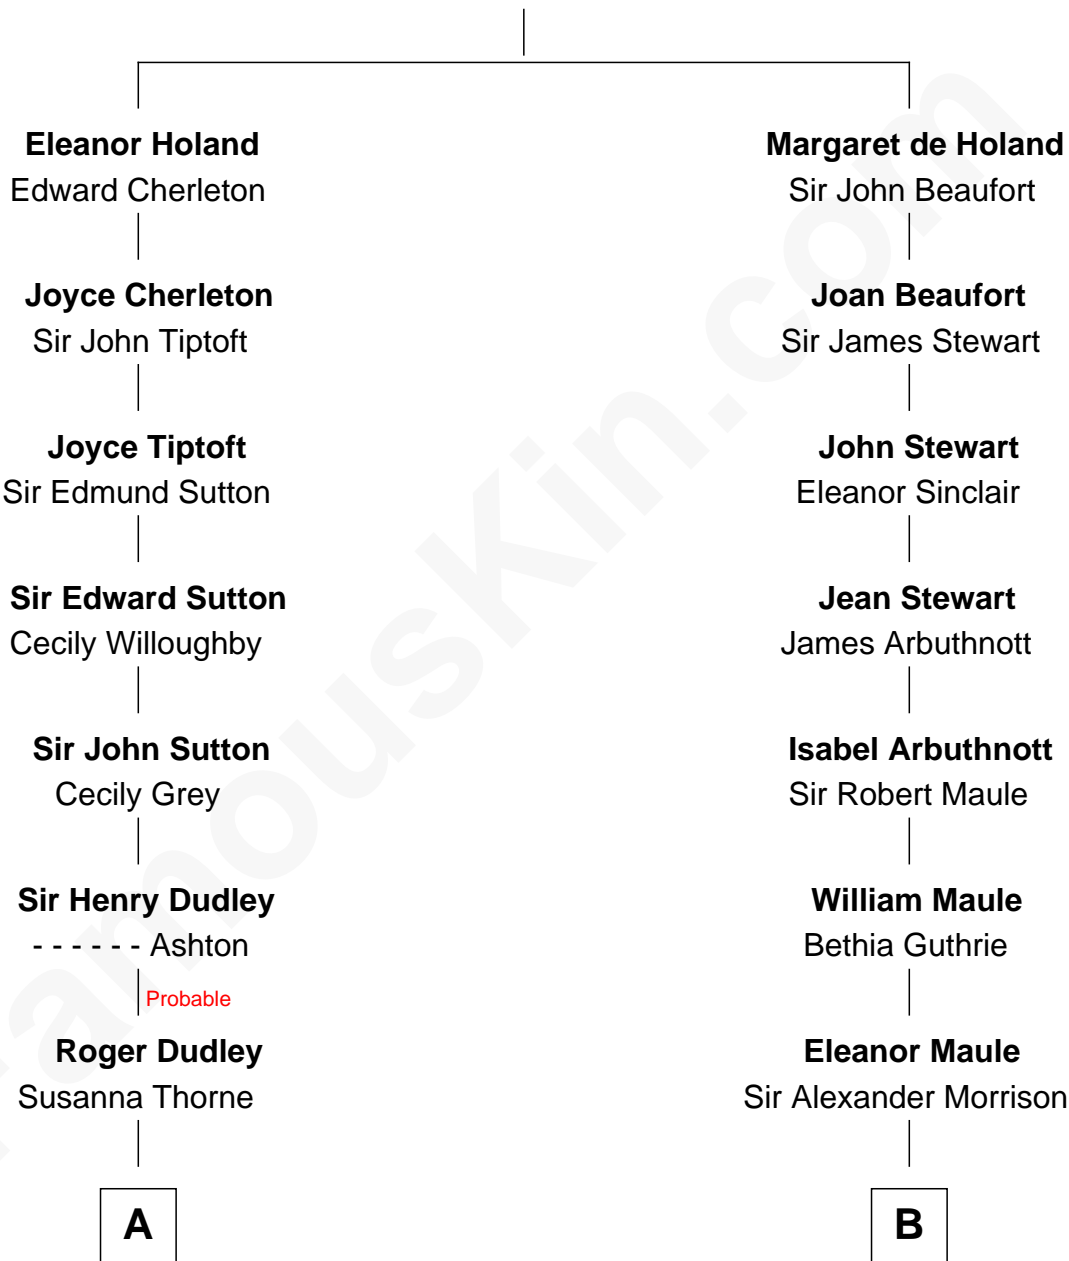 Eleanor Holand
Edward Cherleton
Joyce Cherleton
Sir John Tiptoft
Joyce Tiptoft
Sir Edmund Sutton
Sir Edward Sutton
Cecily Willoughby
Sir John Sutton
Cecily Grey
Sir Henry Dudley
- - - - - - Ashton
Probable
Roger Dudley
Susanna Thorne
A
Margaret de Holand
Sir John Beaufort
Joan Beaufort
Sir James Stewart
John Stewart
Eleanor Sinclair
Jean Stewart
James Arbuthnott
Isabel Arbuthnott
Sir Robert Maule
William Maule
Bethia Guthrie
Eleanor Maule
Sir Alexander Morrison
B
FamousKin.com